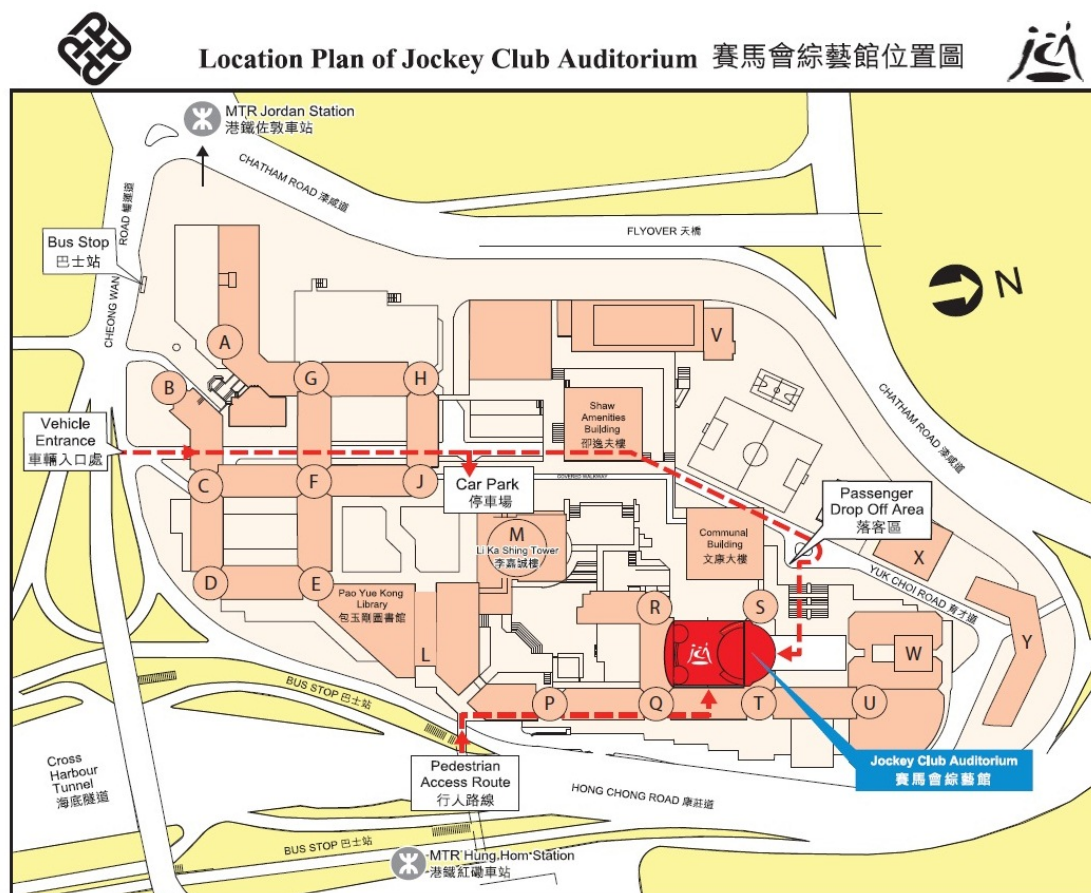 Location Plan of Jockey Club Auditorium 賽馬會綜藝館位置圖
MTR Jordan Station
港鐵佐敦車站
CHATHAM ROAD 漆咸道
FLYOVER 天橋
N
Bus Stop
巴士站
CHEONG WAN ROAD 暢運道
A
B
G
H
V
Vehicle
Entrance
車輛入口處
Shaw
Amenities
Building
邵逸夫樓
CHATHAM ROAD 漆咸道
C
F
J
Car Park
停車場
COVERED WALKWAY
Passenger
Drop Off Area
落客區
M
Li Ka Shing Tower
李嘉誠樓
Communal
Building
文康大樓
X
YUK CHOI ROAD 育才道
D
E
Pao Yue Kong
Library
包玉剛圖書館
R
S
L
W
Y
BUS STOP 巴士站
P
Q
T
U
Cross
Harbour
Tunnel
海底隧道
Pedestrian
Access Route
行人路線
Jockey Club Auditorium
賽馬會綜藝館
HONG CHONG ROAD 康莊道
BUS STOP 巴士站
MTR Hung Hom Station
港鐵紅磡車站